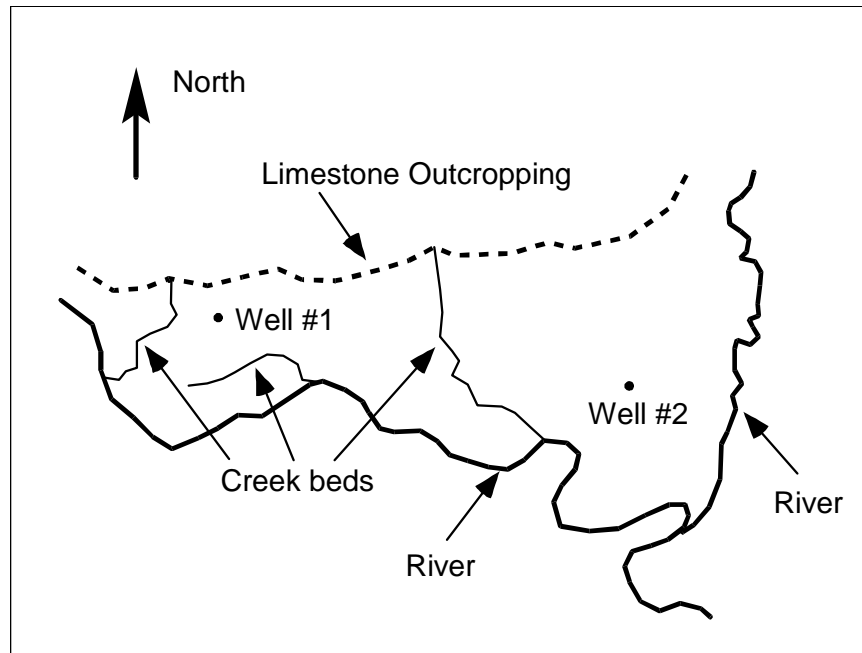 North
Limestone Outcropping
Well #1
Well #2
Creek beds
River
River